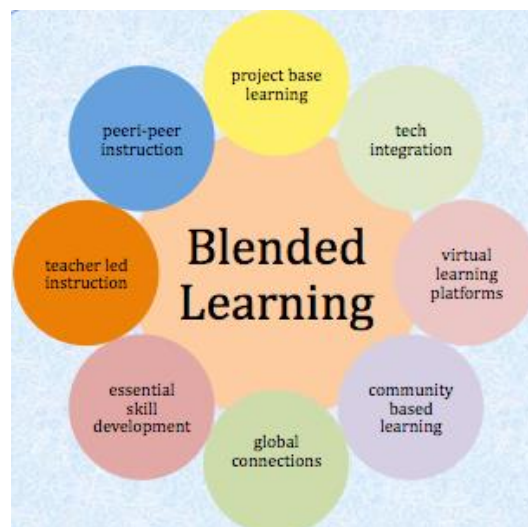 project base
learning
tech
integration
virtual
learning
platforms
community
based
learning
global
connections
essential
skill
development
teacher led
instruction
peeri-peer
instruction
Blended
Learning